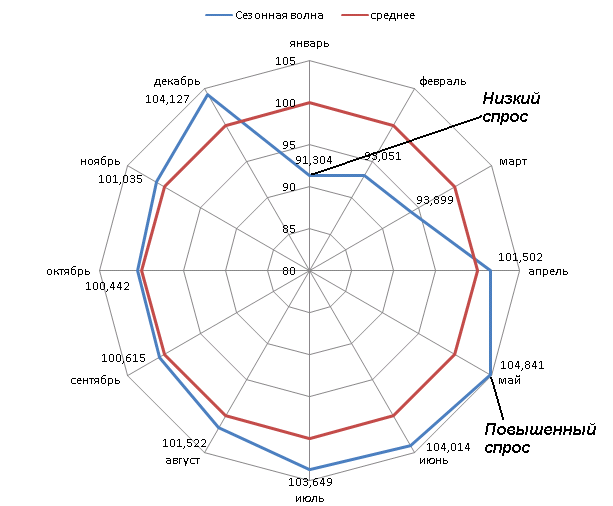 Сезонная волна
среднее
январь
105
декабрь
февраль
104,127
100
Низкий
спрос
95
91,304
93,051
ноябрь
март
101,035
90
93,899
85
101,502
октябрь
80
апрель
100,442
100,615
104,841
сентябрь
май
Повышенный
спрос
101,522
104,014
август
июнь
103,649
июль